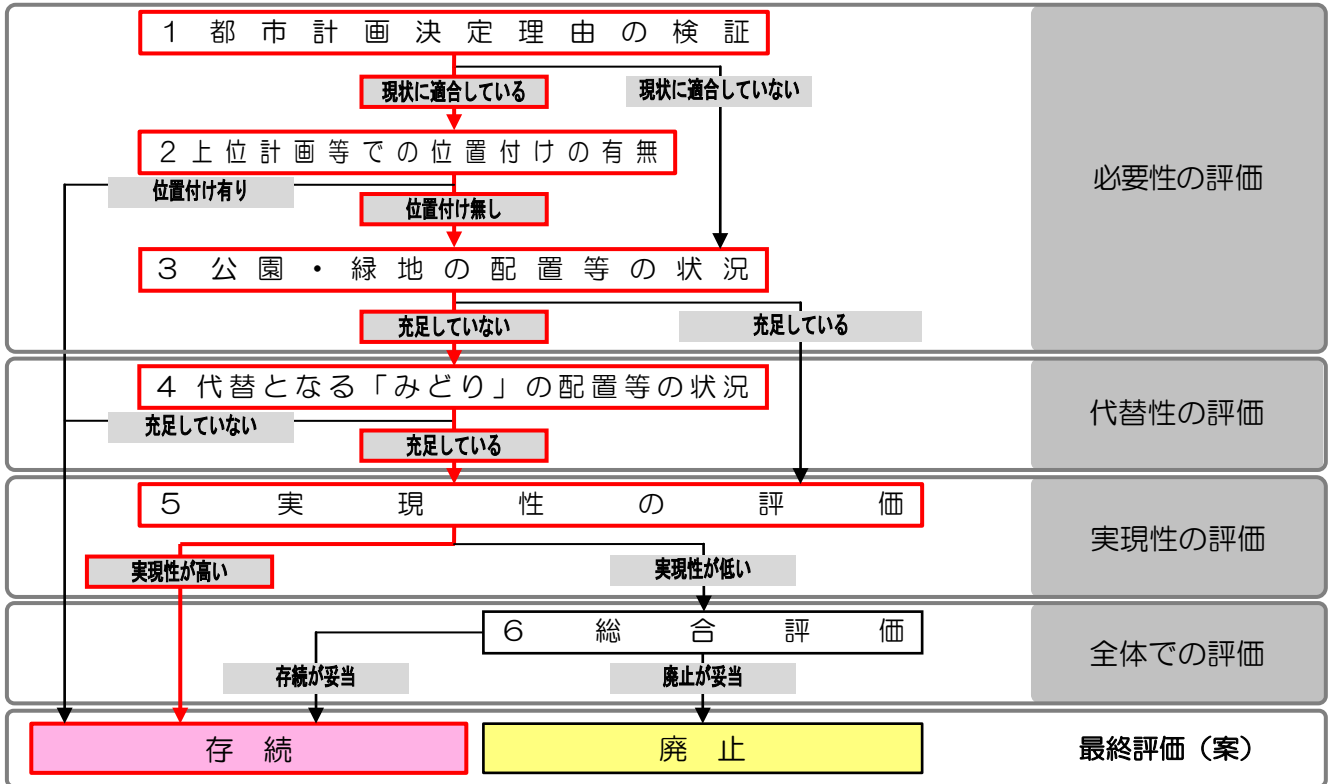 1 都市計画決定理由の検証
現状に適合している
現状に適合していない
2 上位計画等での位置付けの有無
必要性の評価
位置付け有り
位置付け無し
3 公園・緑地の配置等の状況
充足していない
充足している
4 代替となる「みどり」の配置等の状況
代替性の評価
充足していない
充足している
5 実現性の評価
実現性の評価
実現性が高い
実現性が低い
6 総合評価
全体での評価
存続が妥当
廃止が妥当
存続
廃止
最終評価（案）